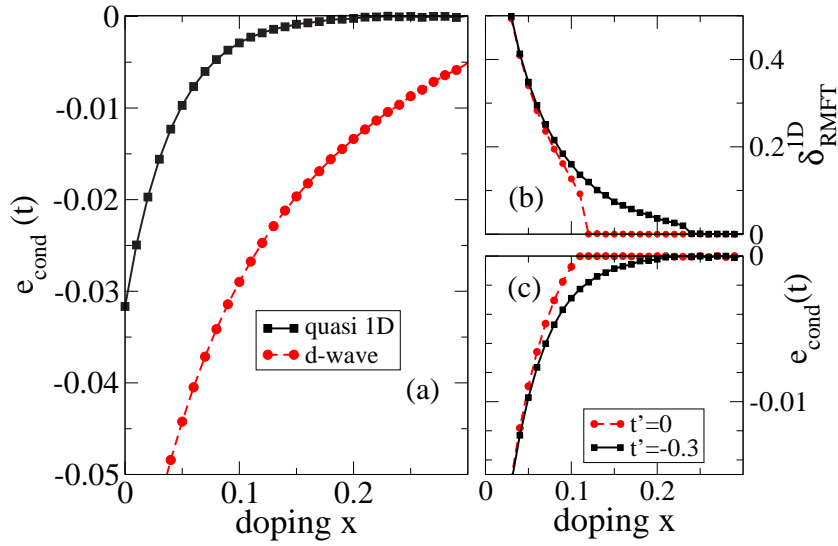 0
-0.01
-0.02
-0.03
-0.04
-0.05
e_cond (t)
quasi 1D
d-wave
(a)
0 0.1 0.2
doping x
0.4
0.2
0
δ^1D_RMFT
(b)
(c)
0
-0.01
e_cond (t)
t'=0
t'=-0.3
0 0.1 0.2
doping x